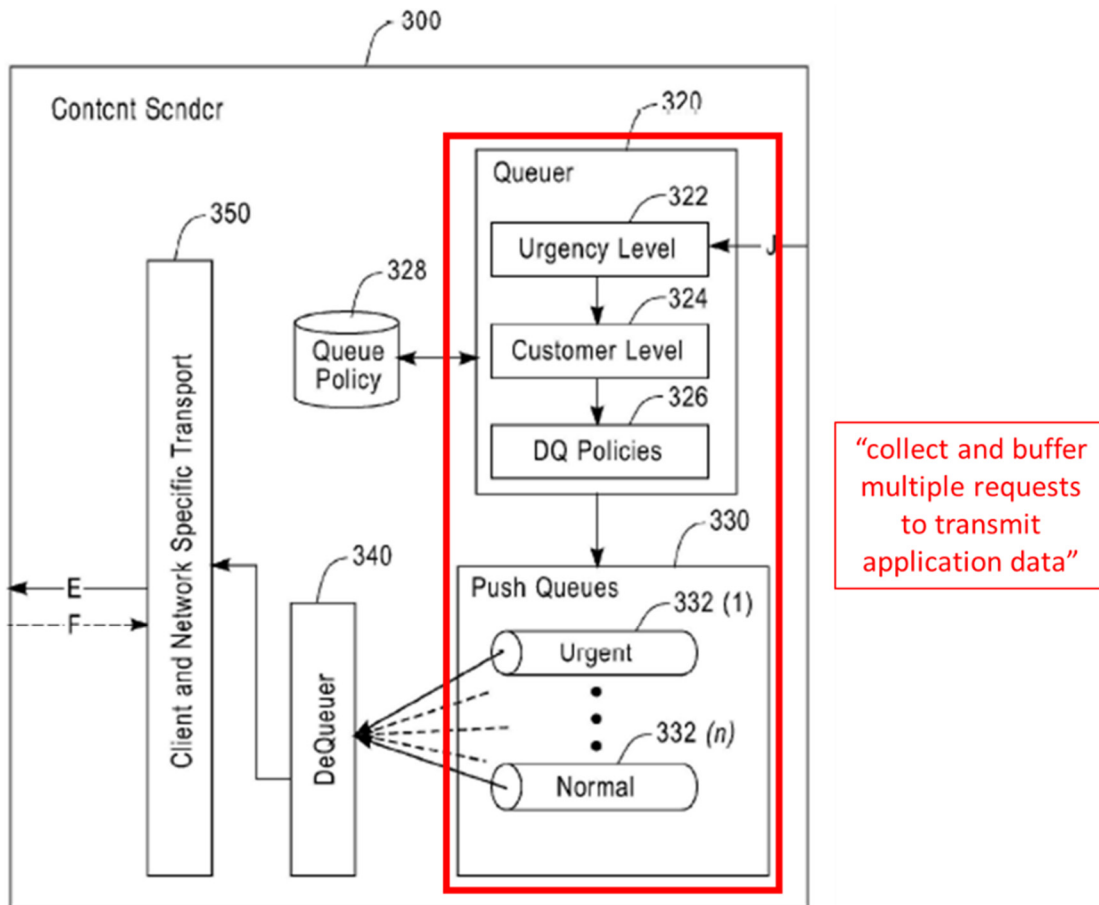 300
Content Sender
320
Queuer
322
Urgency Level
J
350
328
324
Queue
Policy
Customer Level
326
DQ Policies
Client and Network Specific Transport
330
340
Push Queues
E
F
332 (1)
Urgent
DeQueuer
332 (n)
Normal
“collect and buffer
multiple requests
to transmit
application data”